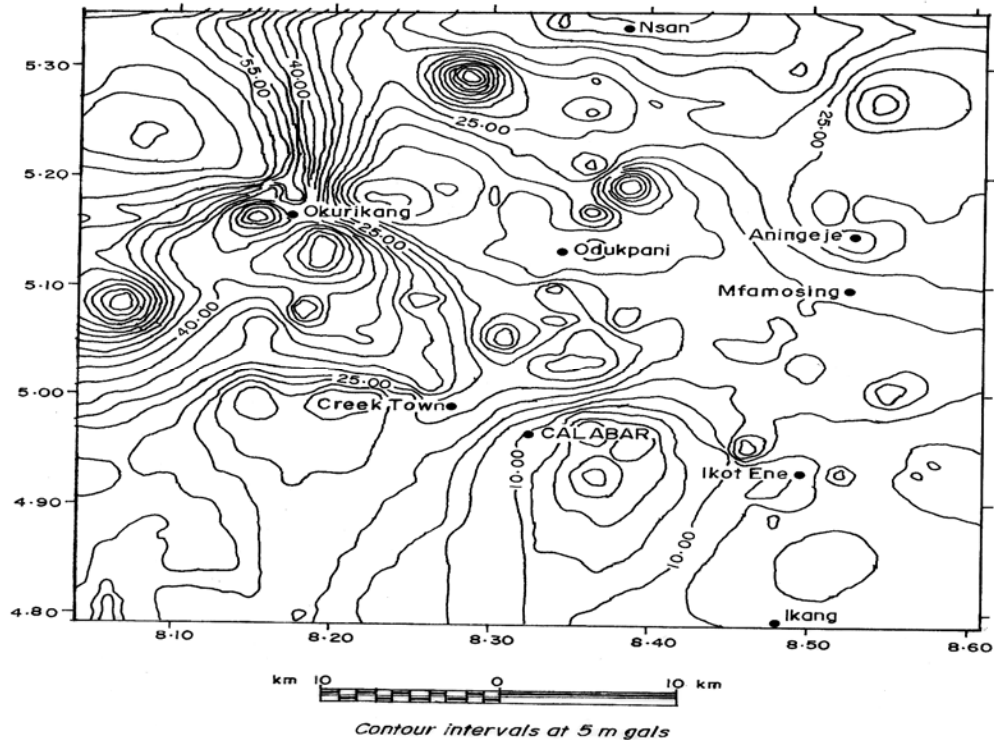 Nsan
5·30
55·00
40·00
25·00
25·00
5·20
Okurikang
25·00
Odukpani
Aningeje
5·10
Mfamosing
40·00
5·00
25·00
Creek Town
CALABAR
10·00
Ikot Ene
4·90
10·00
4·80
Ikang
8·10
8·20
8·30
8·40
8·50
8·60
km 10 0 10 km
Contour intervals at 5 m gals